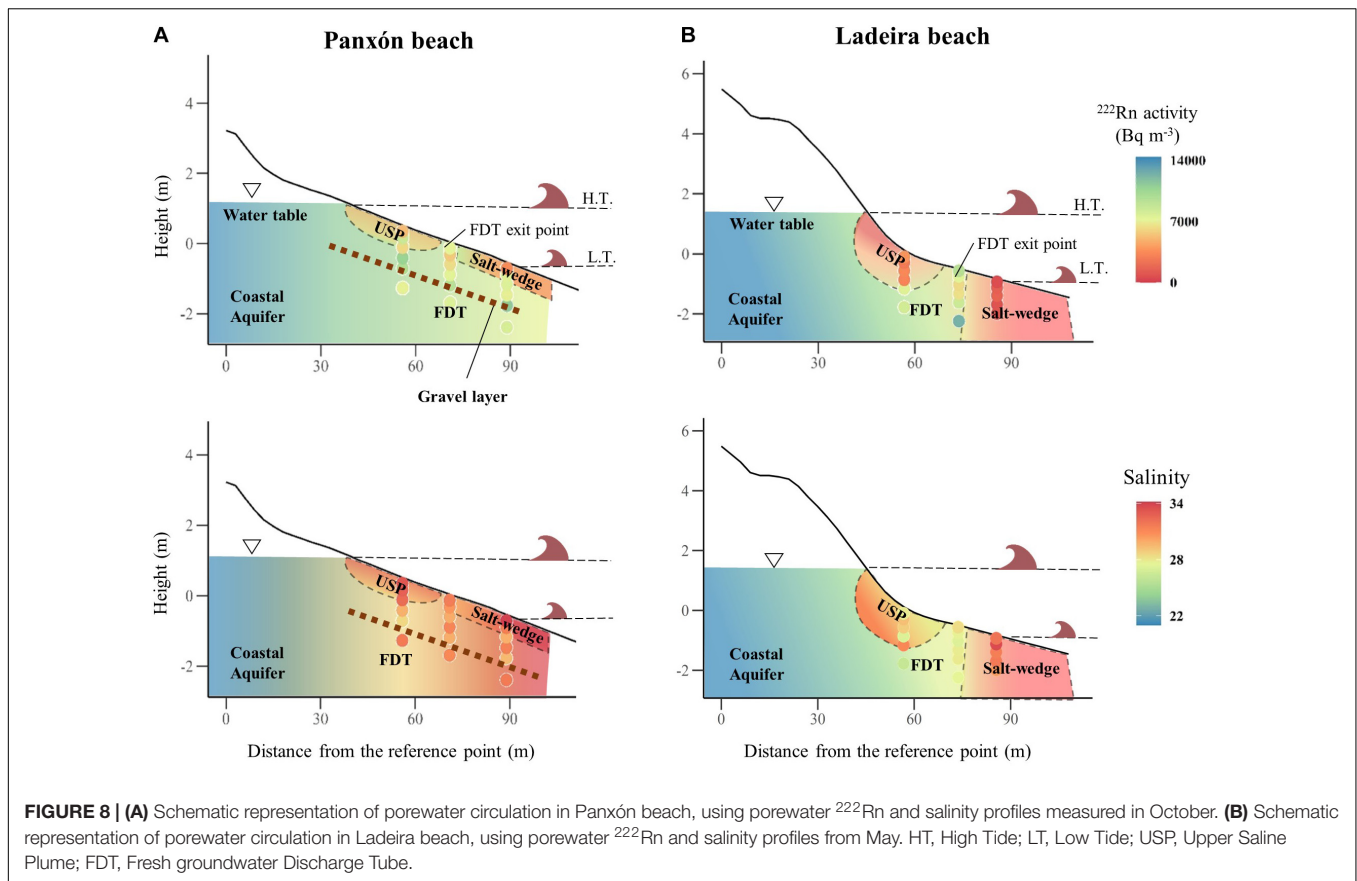 A
Panxón beach
B
Ladeira beach
Height (m)
4
2
0
-2
Water table
Coastal
Aquifer
USP
FDT exit point
Salt-wedge
FDT
H.T.
L.T.
0
30
60
90
Gravel layer
6
4
2
0
-2
Water table
Coastal
Aquifer
USP
FDT exit point
FDT
Salt-wedge
H.T.
L.T.
0
30
60
90
222Rn activity
(Bq m-3)
14000
7000
0
Height (m)
4
2
0
-2
Coastal
Aquifer
USP
Salt-wedge
FDT
0
30
60
90
Distance from the reference point (m)
6
4
2
0
-2
Coastal
Aquifer
USP
FDT
Salt-wedge
0
30
60
90
Distance from the reference point (m)
Salinity
34
28
22
FIGURE 8 | (A) Schematic representation of porewater circulation in Panxón beach, using porewater 222Rn and salinity profiles measured in October. (B) Schematic
representation of porewater circulation in Ladeira beach, using porewater 222Rn and salinity profiles from May. HT, High Tide; LT, Low Tide; USP, Upper Saline
Plume; FDT, Fresh groundwater Discharge Tube.